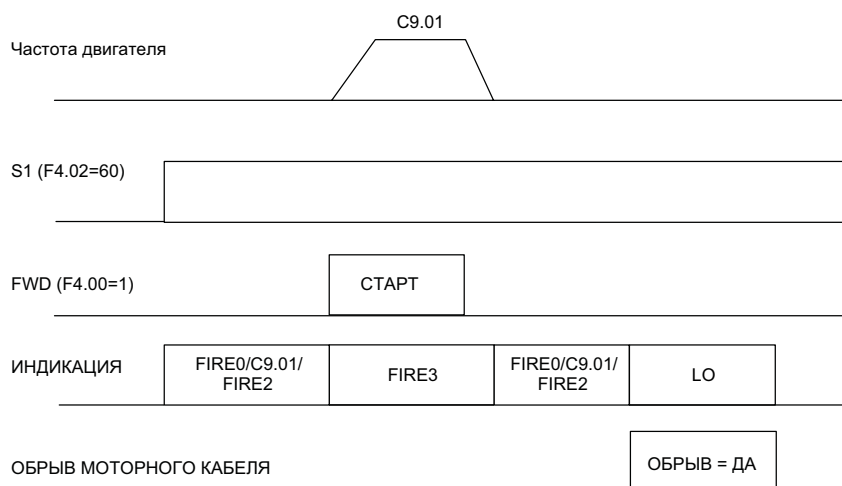 C9.01
Частота двигателя
S1 (F4.02=60)
FWD (F4.00=1)
СТАРТ
ИНДИКАЦИЯ
FIRE0/C9.01/
FIRE2
FIRE3
FIRE0/C9.01/
FIRE2
LO
ОБРЫВ МОТОРНОГО КАБЕЛЯ
ОБРЫВ = ДА